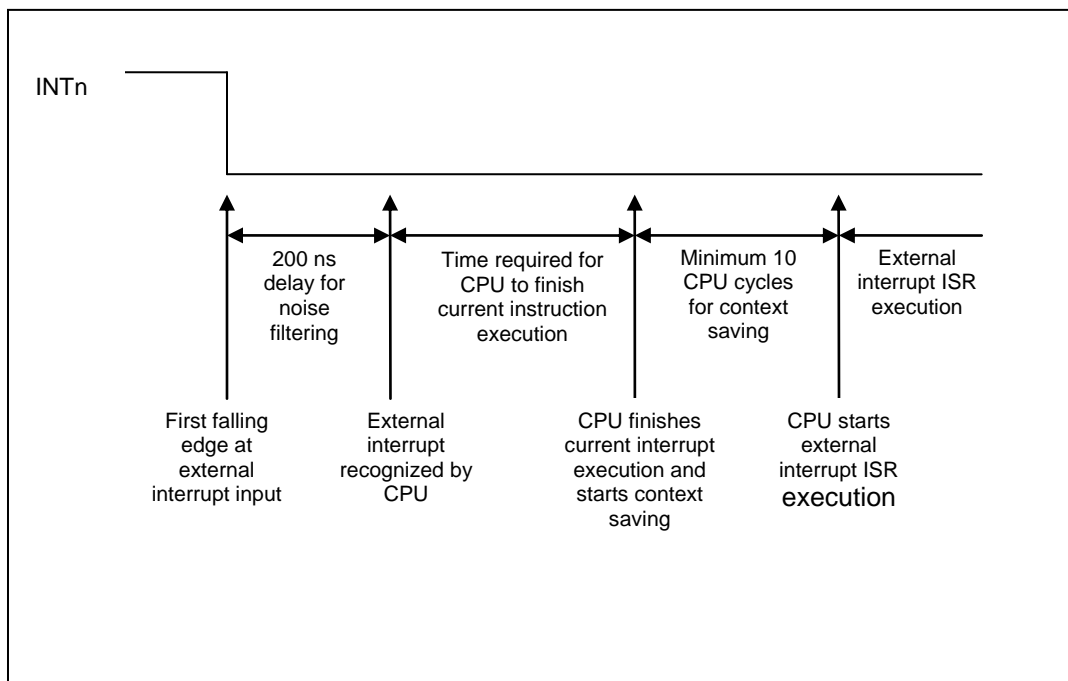 INTn
200 ns
delay for
noise
filtering
Time required for
CPU to finish
current instruction
execution
Minimum 10
CPU cycles
for context
saving
External
interrupt ISR
execution
First falling
edge at
external
interrupt input
External
interrupt
recognized by
CPU
CPU finishes
current interrupt
execution and
starts context
saving
CPU starts
external
interrupt ISR
execution